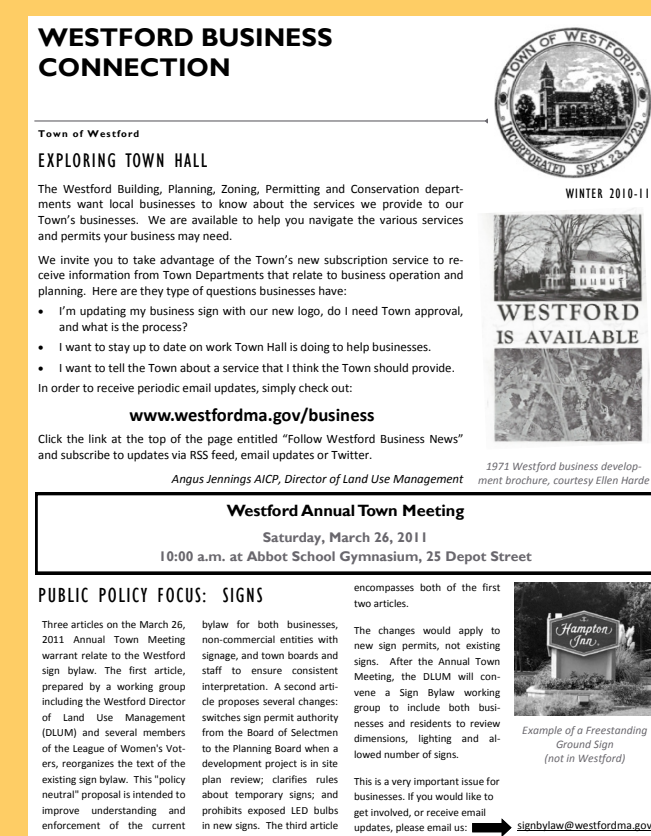 WESTFORD BUSINESS
CONNECTION
TOWN OF WESTFORD.
INCORPORATED SEPT. 23, 1729.
Town of Westford
WINTER 2010-11
EXPLORING TOWN HALL
The Westford Building, Planning, Zoning, Permitting and Conservation depart-
ments want local businesses to know about the services we provide to our
Town's businesses. We are available to help you navigate the various services
and permits your business may need.
We invite you to take advantage of the Town's new subscription service to re-
ceive information from Town Departments that relate to business operation and
planning. Here are they type of questions businesses have:
• I'm updating my business sign with our new logo, do I need Town approval,
and what is the process?
• I want to stay up to date on work Town Hall is doing to help businesses.
• I want to tell the Town about a service that I think the Town should provide.
In order to receive periodic email updates, simply check out:
www.westfordma.gov/business
Click the link at the top of the page entitled "Follow Westford Business News"
and subscribe to updates via RSS feed, email updates or Twitter.
Angus Jennings AICP, Director of Land Use Management
WESTFORD
IS AVAILABLE
1971 Westford business develop-
ment brochure, courtesy Ellen Harde
Westford Annual Town Meeting
Saturday, March 26, 2011
10:00 a.m. at Abbot School Gymnasium, 25 Depot Street
PUBLIC POLICY FOCUS: SIGNS
Three articles on the March 26,
2011 Annual Town Meeting
warrant relate to the Westford
sign bylaw. The first article,
prepared by a working group
including the Westford Director
of Land Use Management
(DLUM) and several members
of the League of Women's Vot-
ers, reorganizes the text of the
existing sign bylaw. This "policy
neutral" proposal is intended to
improve understanding and
enforcement of the current
bylaw for both businesses,
non-commercial entities with
signage, and town boards and
staff to ensure consistent
interpretation. A second arti-
cle proposes several changes:
switches sign permit authority
from the Board of Selectmen
to the Planning Board when a
development project is in site
plan review; clarifies rules
about temporary signs; and
prohibits exposed LED bulbs
in new signs. The third article
encompasses both of the first
two articles.
The changes would apply to
new sign permits, not existing
signs. After the Annual Town
Meeting, the DLUM will con-
vene a Sign Bylaw working
group to include both busi-
nesses and residents to review
dimensions, lighting and al-
lowed number of signs.
This is a very important issue for
businesses. If you would like to
get involved, or receive email
updates, please email us:
signbylaw@westfordma.gov
Hampton
Inn
Example of a Freestanding
Ground Sign
(not in Westford)